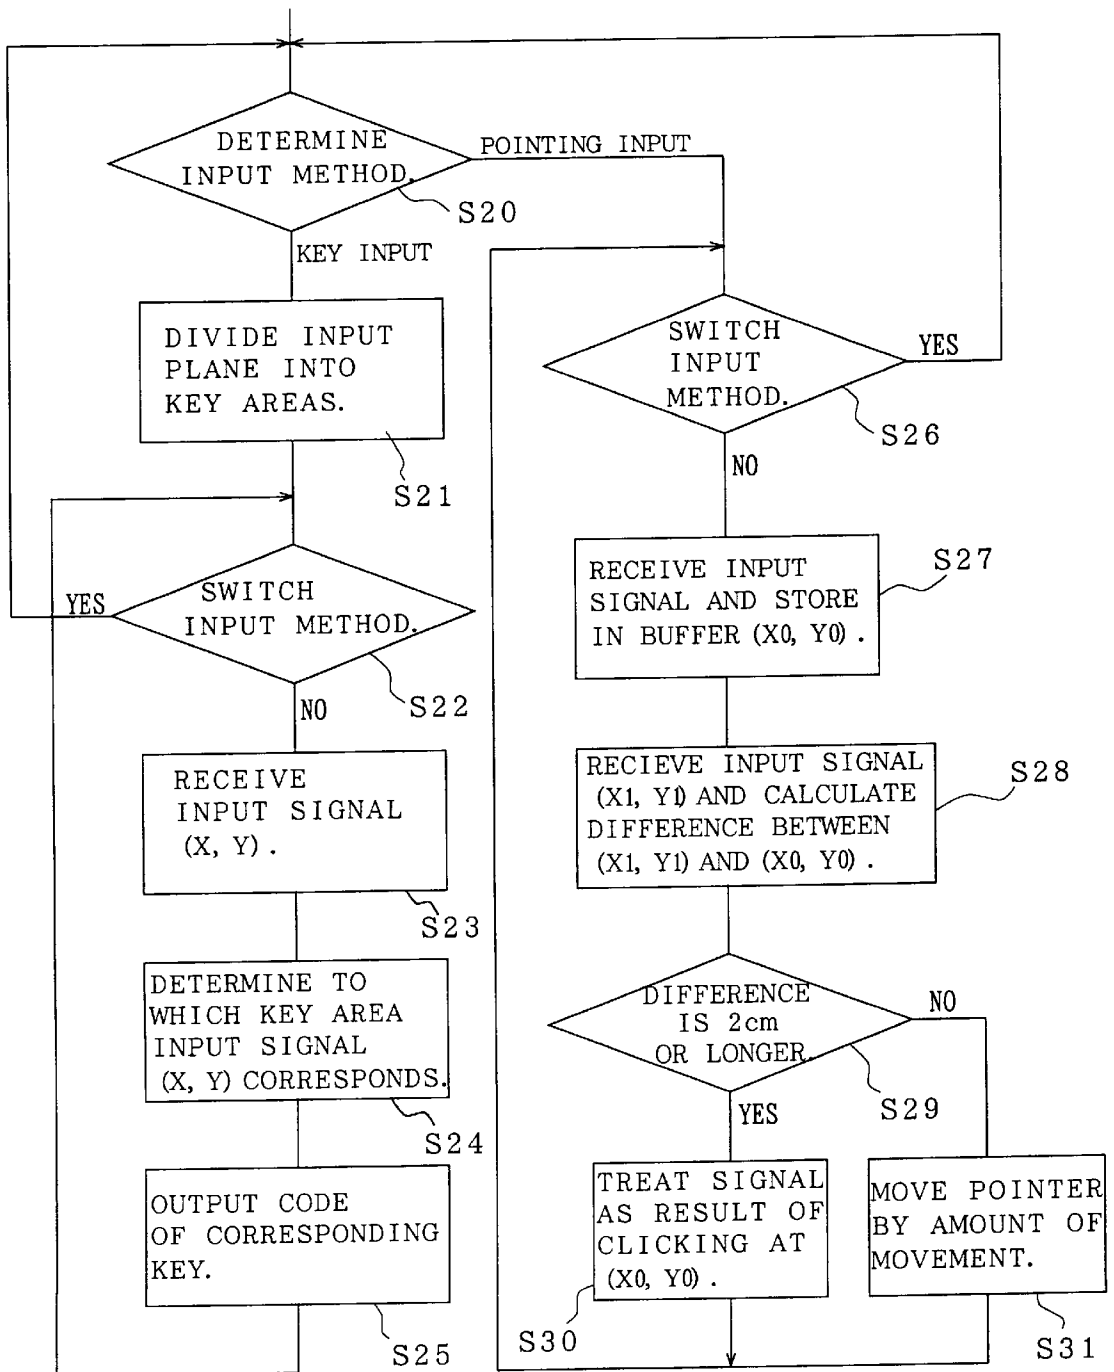 DETERMINE
INPUT METHOD.
POINTING INPUT
S20
KEY INPUT
DIVIDE INPUT
PLANE INTO
KEY AREAS.
S21
SWITCH
INPUT METHOD.
YES
S22
NO
RECEIVE
INPUT SIGNAL
(X, Y).
S23
DETERMINE TO
WHICH KEY AREA
INPUT SIGNAL
(X, Y) CORRESPONDS.
S24
OUTPUT CODE
OF CORRESPONDING
KEY.
S25
SWITCH
INPUT
METHOD.
YES
S26
NO
RECEIVE INPUT
SIGNAL AND STORE
IN BUFFER (X0, Y0).
S27
RECIEVE INPUT SIGNAL
(X1, Y1) AND CALCULATE
DIFFERENCE BETWEEN
(X1, Y1) AND (X0, Y0).
S28
DIFFERENCE
IS 2cm
OR LONGER.
NO
S29
YES
TREAT SIGNAL
AS RESULT OF
CLICKING AT
(X0, Y0).
S30
MOVE POINTER
BY AMOUNT OF
MOVEMENT.
S31